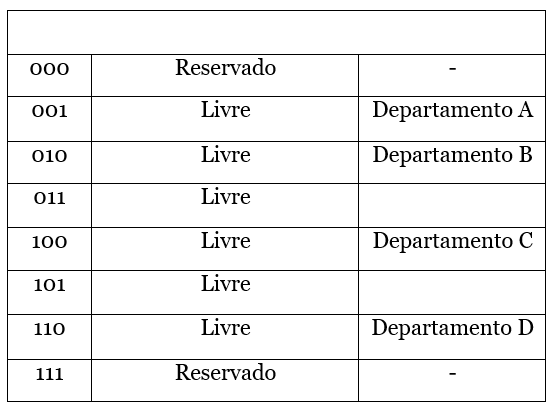 000 Reservado -
001 Livre Departamento A
010 Livre Departamento B
011 Livre
100 Livre Departamento C
101 Livre
110 Livre Departamento D
111 Reservado -